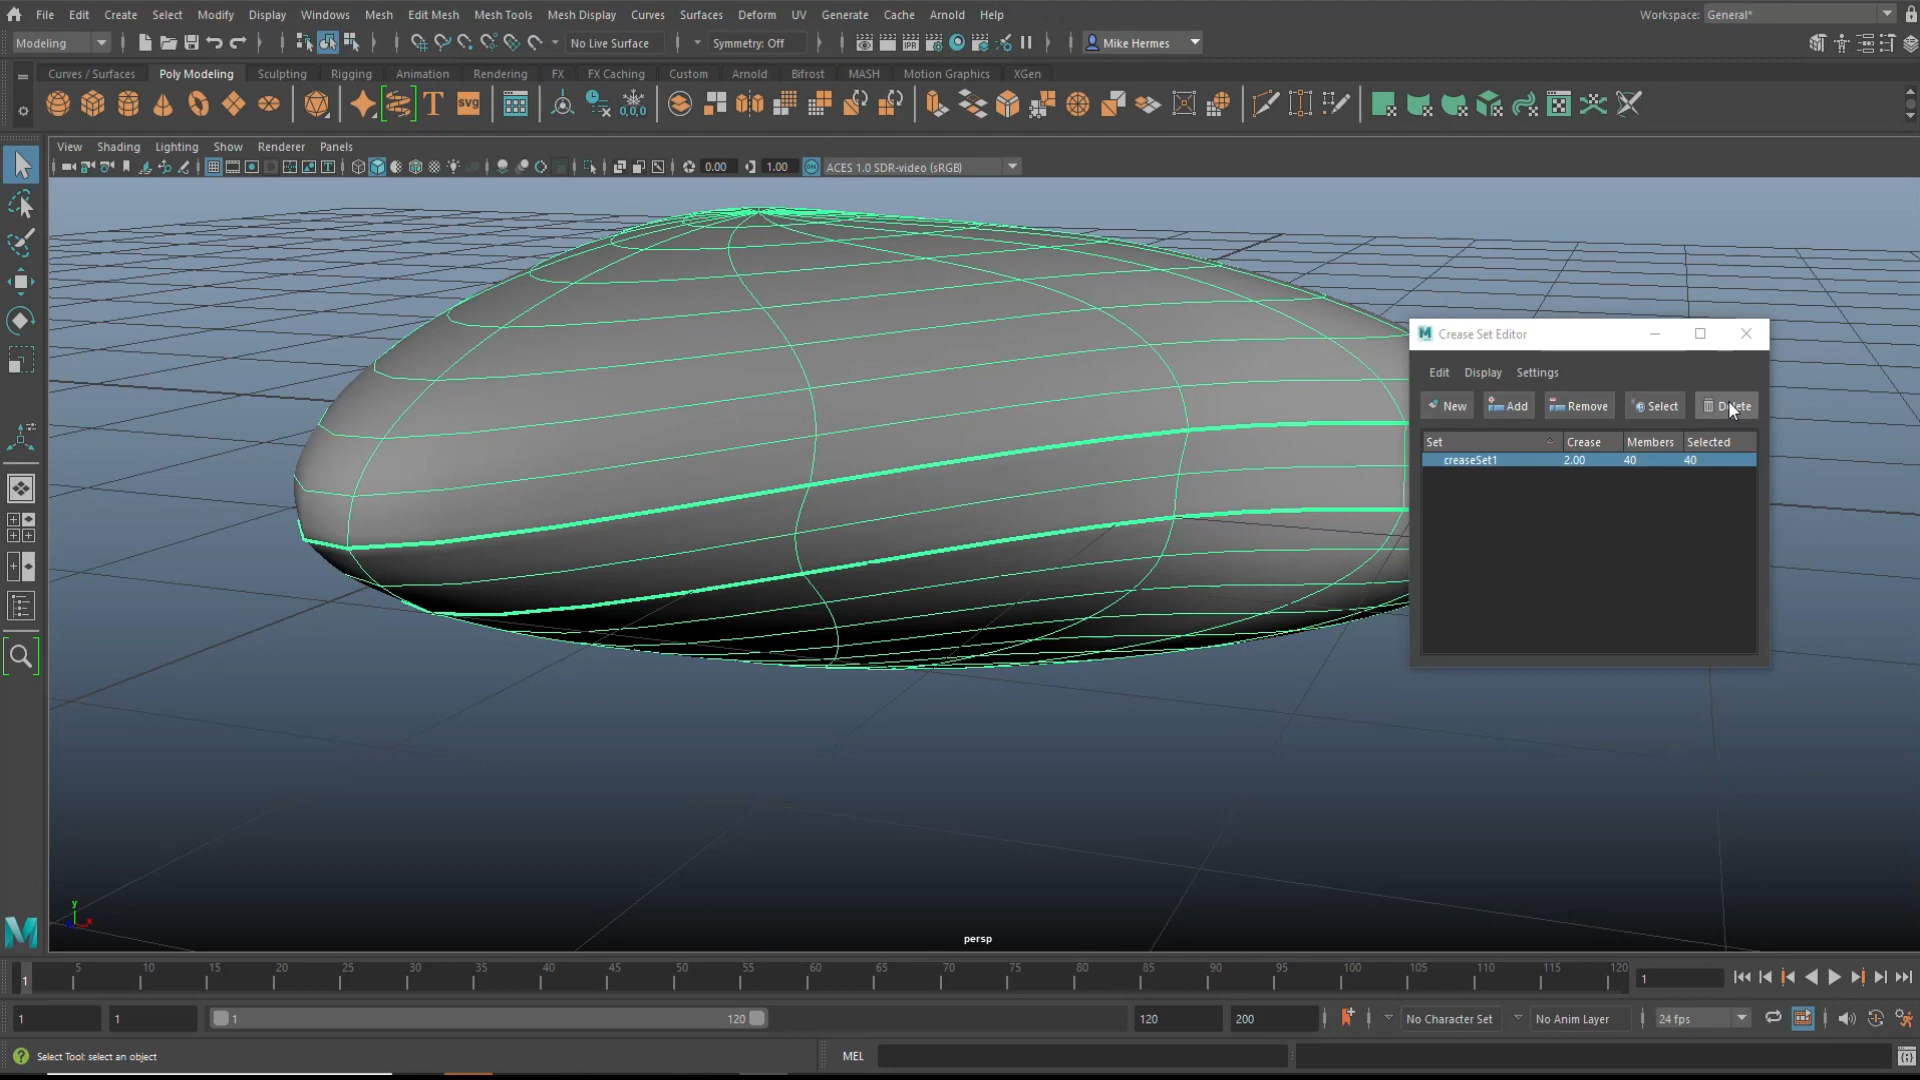 File Edit Create Select Modify Display Windows Mesh Edit Mesh Mesh Tools Mesh Display Curves Surfaces Deform UV Generate Cache Arnold Help
Workspace: General*
Modeling No Live Surface Symmetry: Off Mike Hermes
Curves / Surfaces Poly Modeling Sculpting Rigging Animation Rendering FX FX Caching Custom Arnold Bifrost MASH Motion Graphics XGen
T SVG 0,0,0
View Shading Lighting Show Renderer Panels
0.00 1.00 ACES 1.0 SDR-video (sRGB)
Crease Set Editor
Edit Display Settings
New Add Remove Select Delete
Set Crease Members Selected
creaseSet1 2.00 40 40
y
x
persp
5 10 15 20 25 30 35 40 45 50 55 60 65 70 75 80 85 90 95 100 105 110 115 120
1 1
1 1 1 120 120 200 No Character Set No Anim Layer 24 fps
Select Tool: select an object MEL